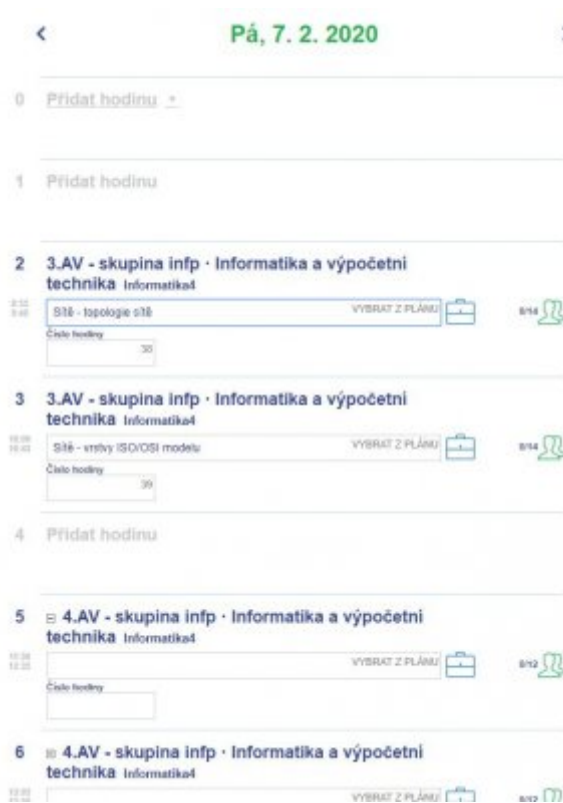 Pá, 7. 2. 2020
0 Přidat hodinu
1 Přidat hodinu
2 3.AV - skupina infp · Informatika a výpočetní
technika Informatika4
Sítě - topologie sítě VYBRAT Z PLÁNU
Číslo hodiny
38
3 3.AV - skupina infp · Informatika a výpočetní
technika Informatika4
Sítě - vrstvy ISO/OSI modelu VYBRAT Z PLÁNU
Číslo hodiny
39
4 Přidat hodinu
5 4.AV - skupina infp · Informatika a výpočetní
technika Informatika4
VYBRAT Z PLÁNU
Číslo hodiny
6 4.AV - skupina infp · Informatika a výpočetní
technika Informatika4
VYBRAT Z PLÁNU